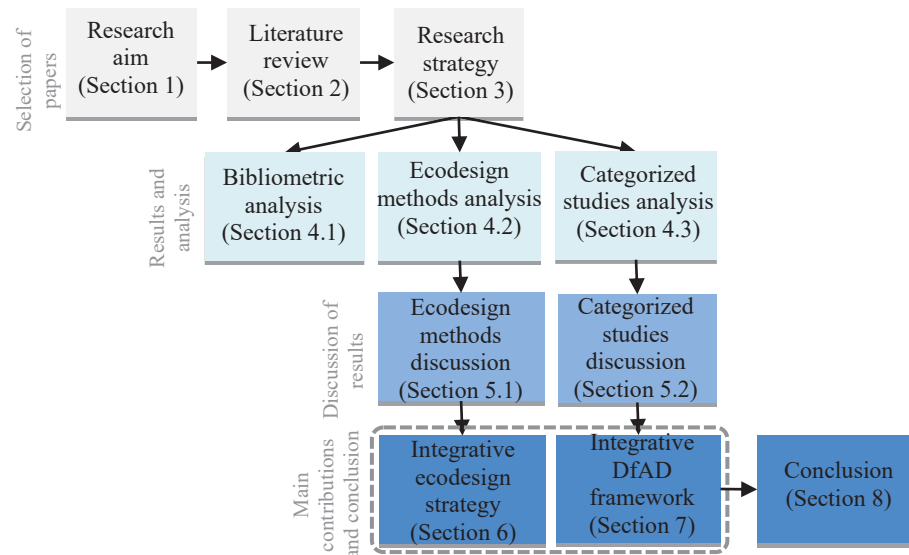 Selection of
papers
Research
aim
(Section 1)
Literature
review
(Section 2)
Research
strategy
(Section 3)
Results and
analysis
Bibliometric
analysis
(Section 4.1)
Ecodesign
methods analysis
(Section 4.2)
Categorized
studies analysis
(Section 4.3)
Discussion of
results
Ecodesign
methods
discussion
(Section 5.1)
Categorized
studies
discussion
(Section 5.2)
Main
contributions
and conclusion
Integrative
ecodesign
strategy
(Section 6)
Integrative
DfAD
framework
(Section 7)
Conclusion
(Section 8)